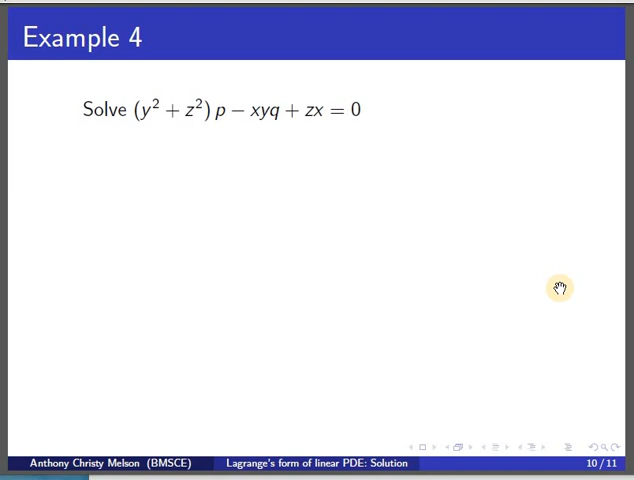 Example 4
Solve (y² + z²) p − xyq + zx = 0
Anthony Christy Melson (BMSCE) Lagrange's form of linear PDE: Solution 10 / 11